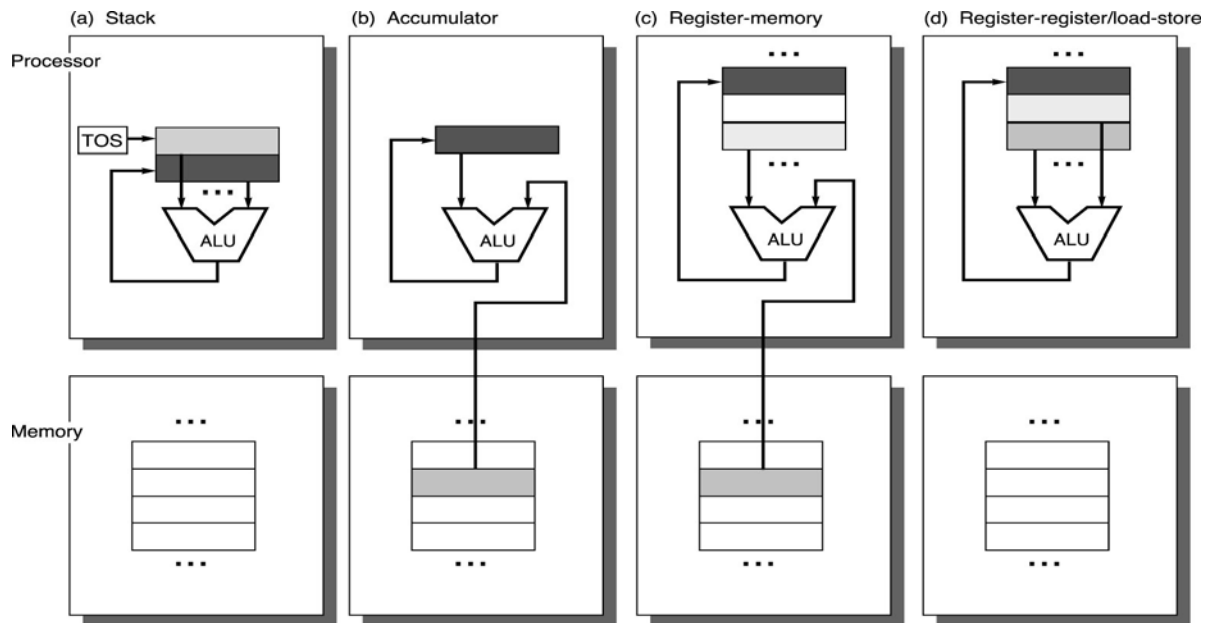 (a) Stack
(b) Accumulator
(c) Register-memory
(d) Register-register/load-store
Processor
TOS
...
ALU
ALU
...
...
ALU
...
...
ALU
Memory
...
...
...
...
...
...
...
...